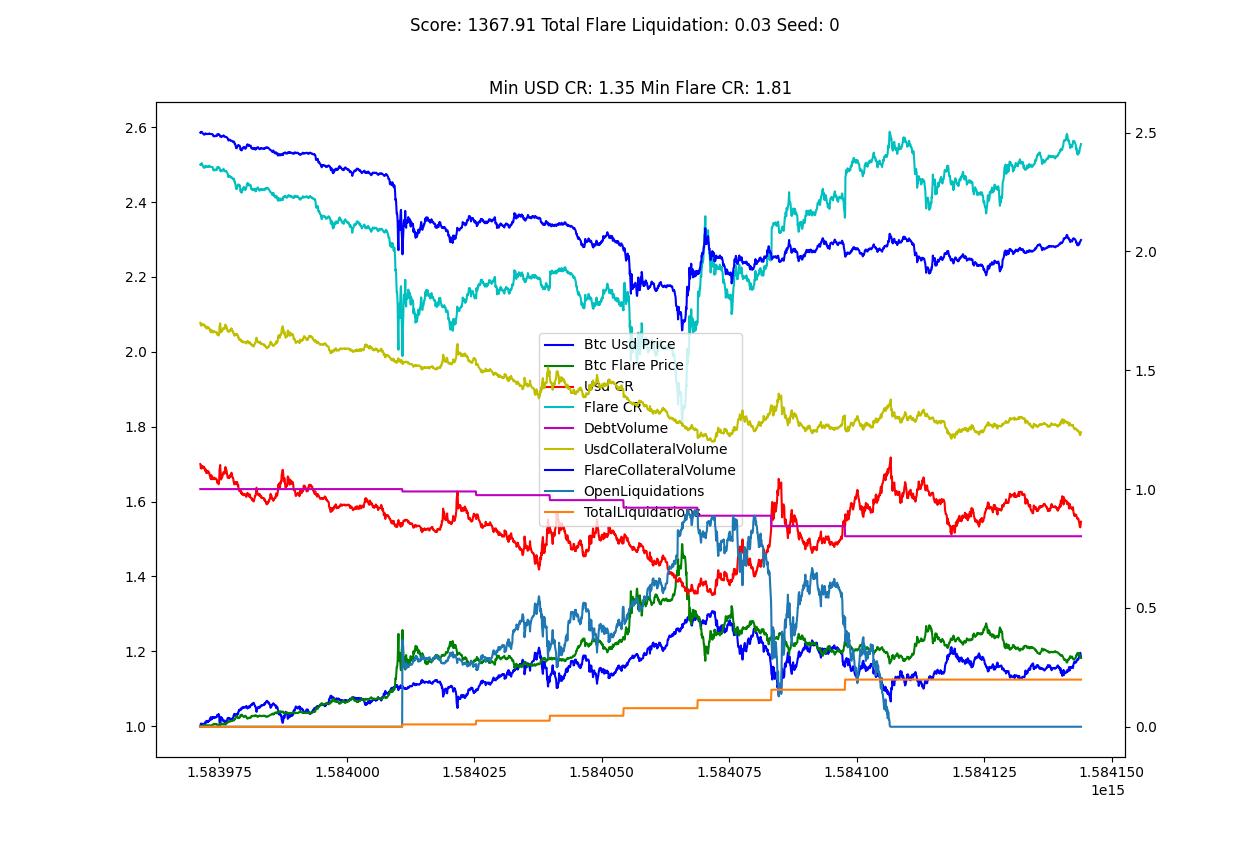 Score: 1367.91 Total Flare Liquidation: 0.03 Seed: 0
Min USD CR: 1.35 Min Flare CR: 1.81
2.6
2.4
2.2
2.0
1.8
1.6
1.4
1.2
1.0
2.5
2.0
1.5
1.0
0.5
0.0
Btc Usd Price
Btc Flare Price
Usd CR
Flare CR
DebtVolume
UsdCollateralVolume
FlareCollateralVolume
OpenLiquidations
TotalLiquidations
1.583975 1.584000 1.584025 1.584050 1.584075 1.584100 1.584125 1.584150
1e15